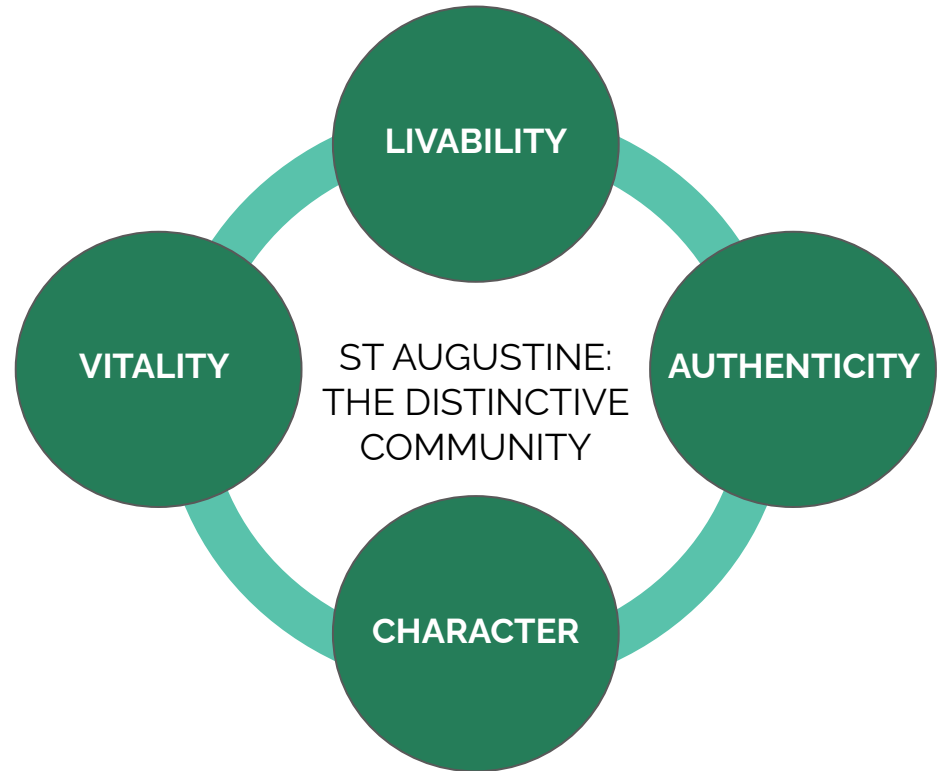 LIVABILITY
VITALITY
ST AUGUSTINE:
THE DISTINCTIVE
COMMUNITY
AUTHENTICITY
CHARACTER